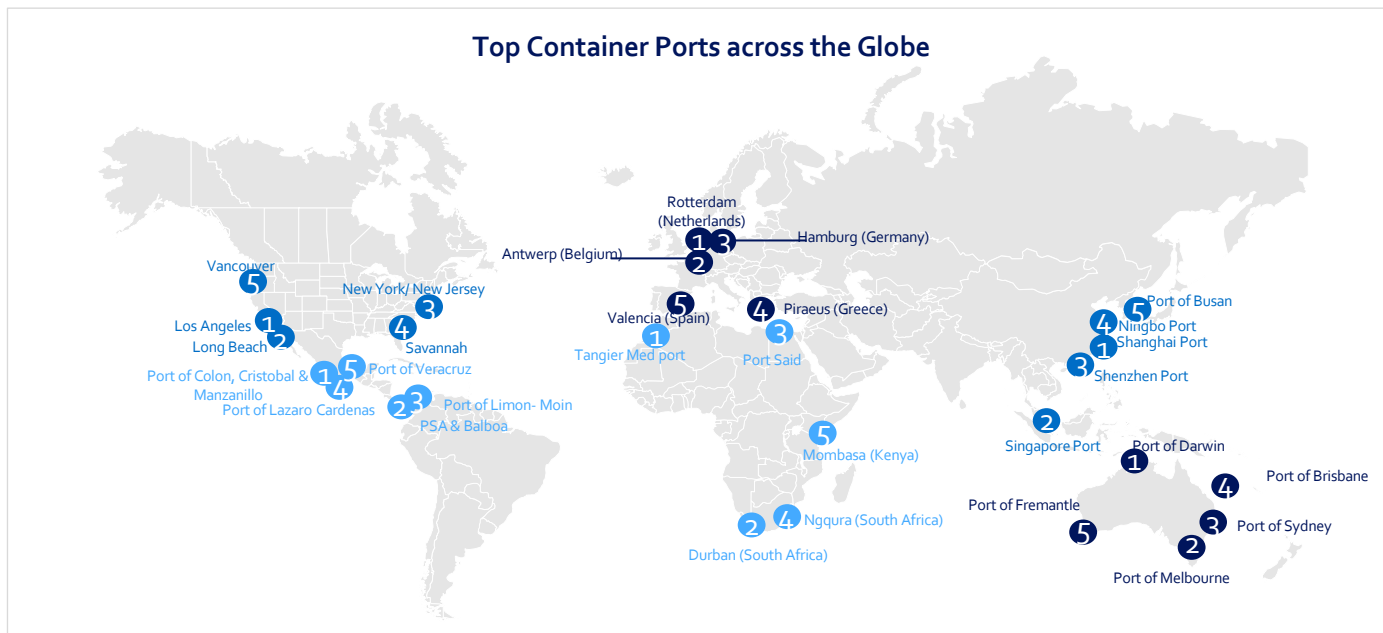 Top Container Ports across the Globe
Rotterdam
(Netherlands)
1
3
Hamburg (Germany)
Antwerp (Belgium)
2
Vancouver
5
New York/ New Jersey
3
Valencia (Spain)
5
4
Piraeus (Greece)
5
Port of Busan
Los Angeles
1
4
Ningbo Port
Long Beach
2
Savannah
4
Tangier Med port
1
3
Port Said
1
Shanghai Port
3
Shenzhen Port
Port of Colon, Cristobal &
Manzanillo
1
5
Port of Veracruz
4
Port of Lazaro Cardenas
2
3
Port of Limon- Moin
PSA & Balboa
5
Mombasa (Kenya)
2
Singapore Port
Port of Darwin
1
4
Port of Brisbane
Port of Fremantle
5
3
Port of Sydney
2
Port of Melbourne
2
4
Ngqura (South Africa)
Durban (South Africa)